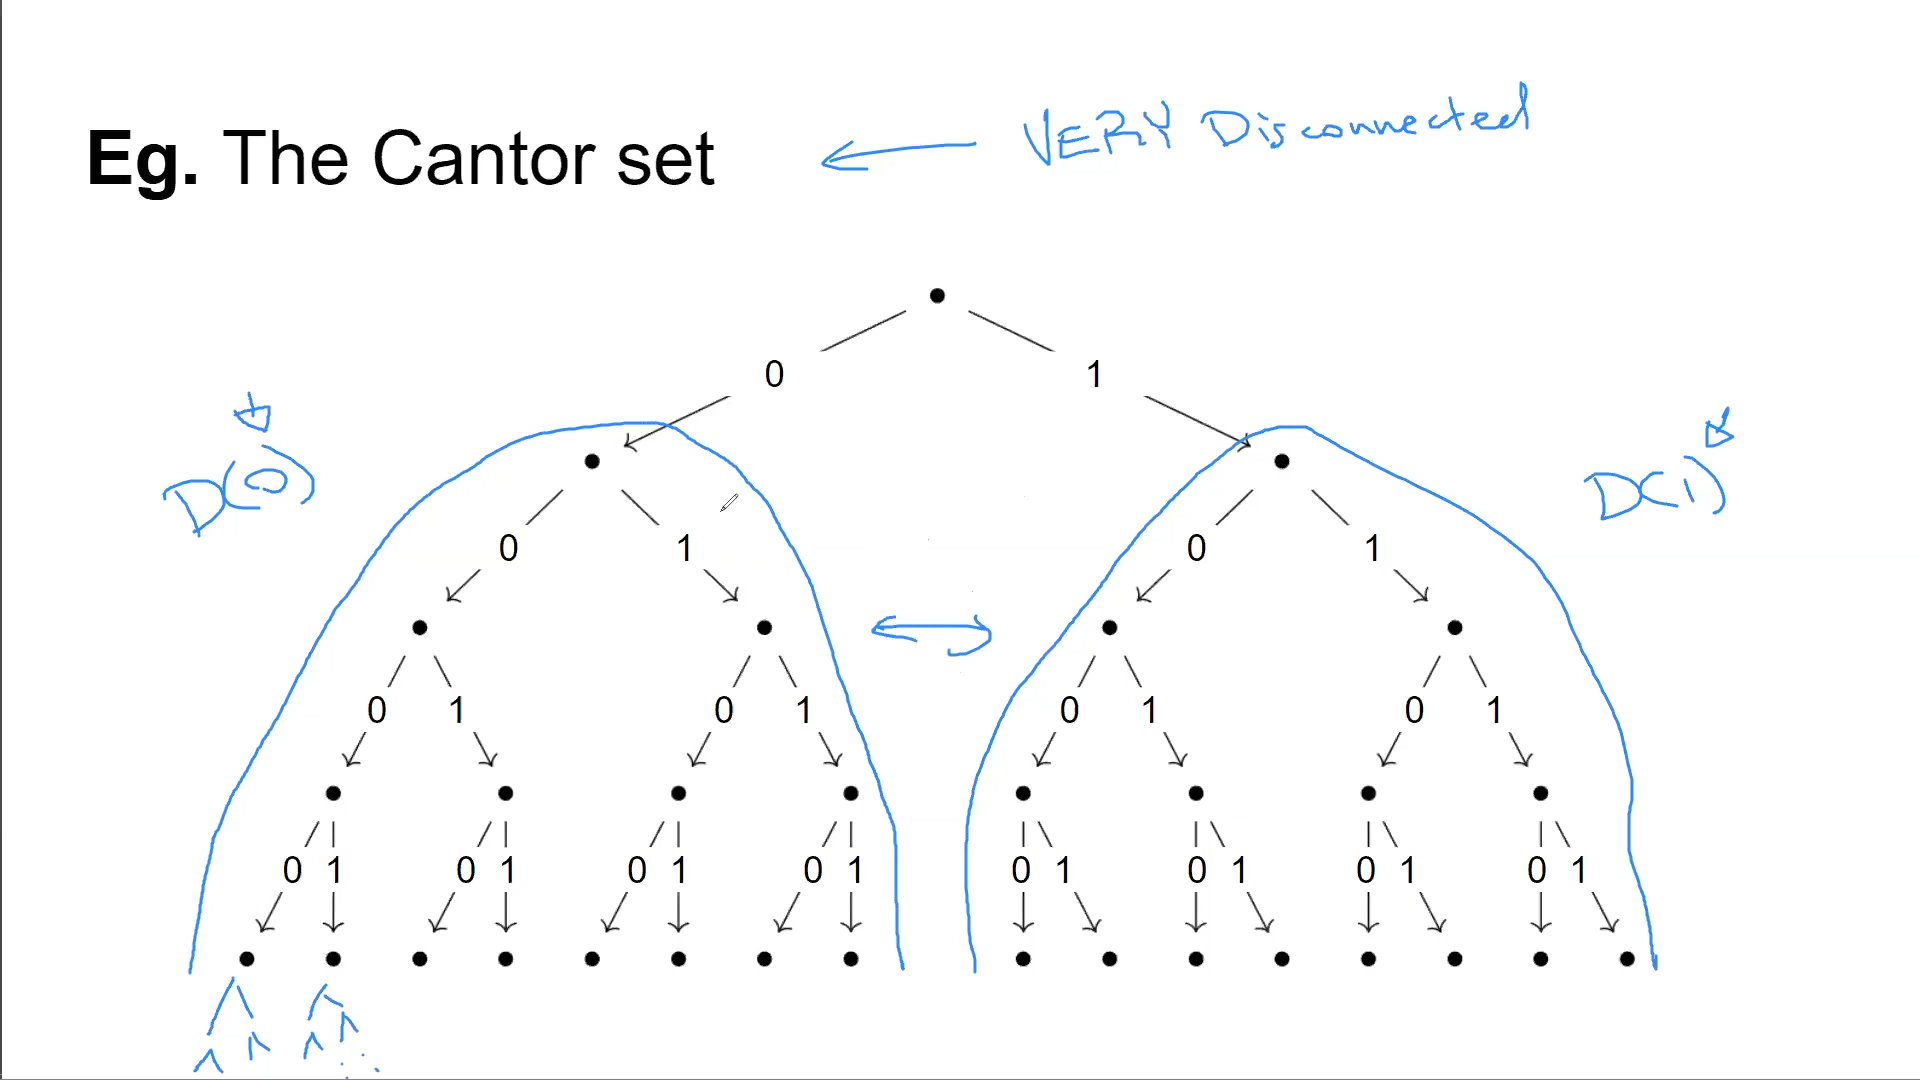 VERY Disconnected
Eg. The Cantor set
0 1
D(0) D(1)
0 1 0 1
0 1 0 1 0 1 0 1
0 1 0 1 0 1 0 1 0 1 0 1 0 1 0 1